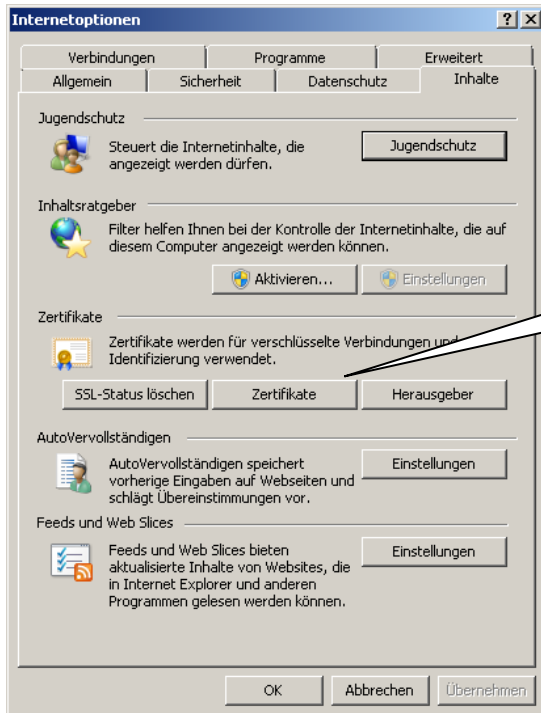 Internetoptionen
Verbindungen Programme Erweitert
Allgemein Sicherheit Datenschutz Inhalte
Jugendschutz
Steuert die Internetinhalte, die
angezeigt werden dürfen.
Jugendschutz
Inhaltsratgeber
Filter helfen Ihnen bei der Kontrolle der Internetinhalte, die auf
diesem Computer angezeigt werden können.
Aktivieren... Einstellungen
Zertifikate
Zertifikate werden für verschlüsselte Verbindungen und
Identifizierung verwendet.
SSL-Status löschen Zertifikate Herausgeber
AutoVervollständigen
AutoVervollständigen speichert
vorherige Eingaben auf Webseiten und
schlägt Übereinstimmungen vor.
Einstellungen
Feeds und Web Slices
Feeds und Web Slices bieten
aktualisierte Inhalte von Websites, die
in Internet Explorer und anderen
Programmen gelesen werden können.
Einstellungen
OK Abbrechen Übernehmen